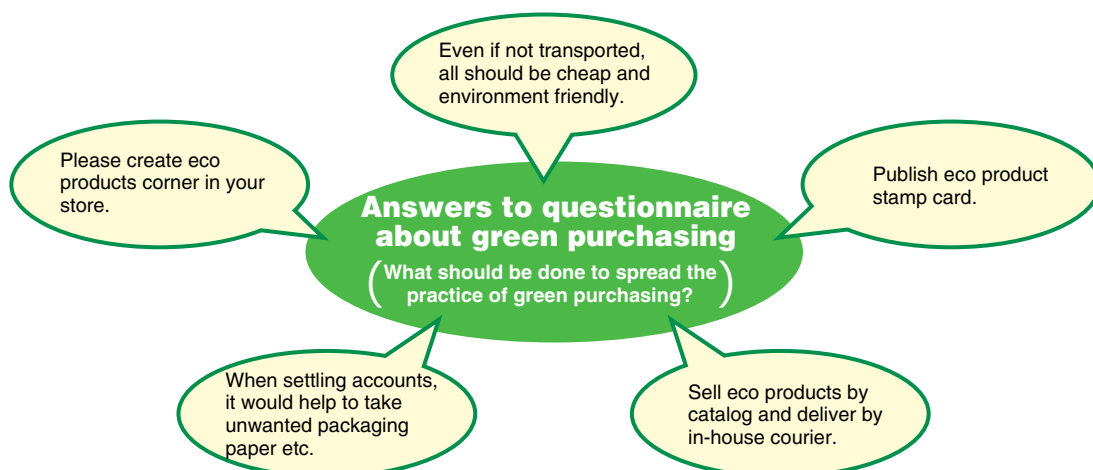 Even if not transported,
all should be cheap and
environment friendly.
Please create eco
products corner in your
store.
Publish eco product
stamp card.
Answers to questionnaire
about green purchasing
(What should be done to spread the
practice of green purchasing?)
When settling accounts,
it would help to take
unwanted packaging
paper etc.
Sell eco products by
catalog and deliver by
in-house courier.